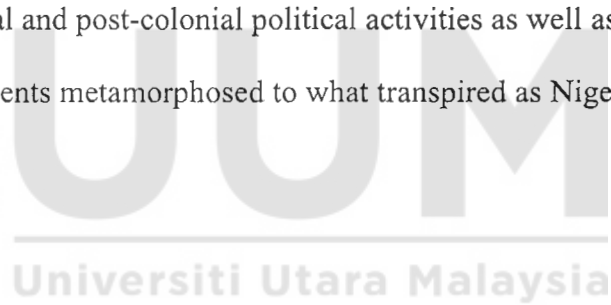 al and post-colonial political activities as well as
ents metamorphosed to what transpired as Nige
UUM
Universiti Utara Malaysia